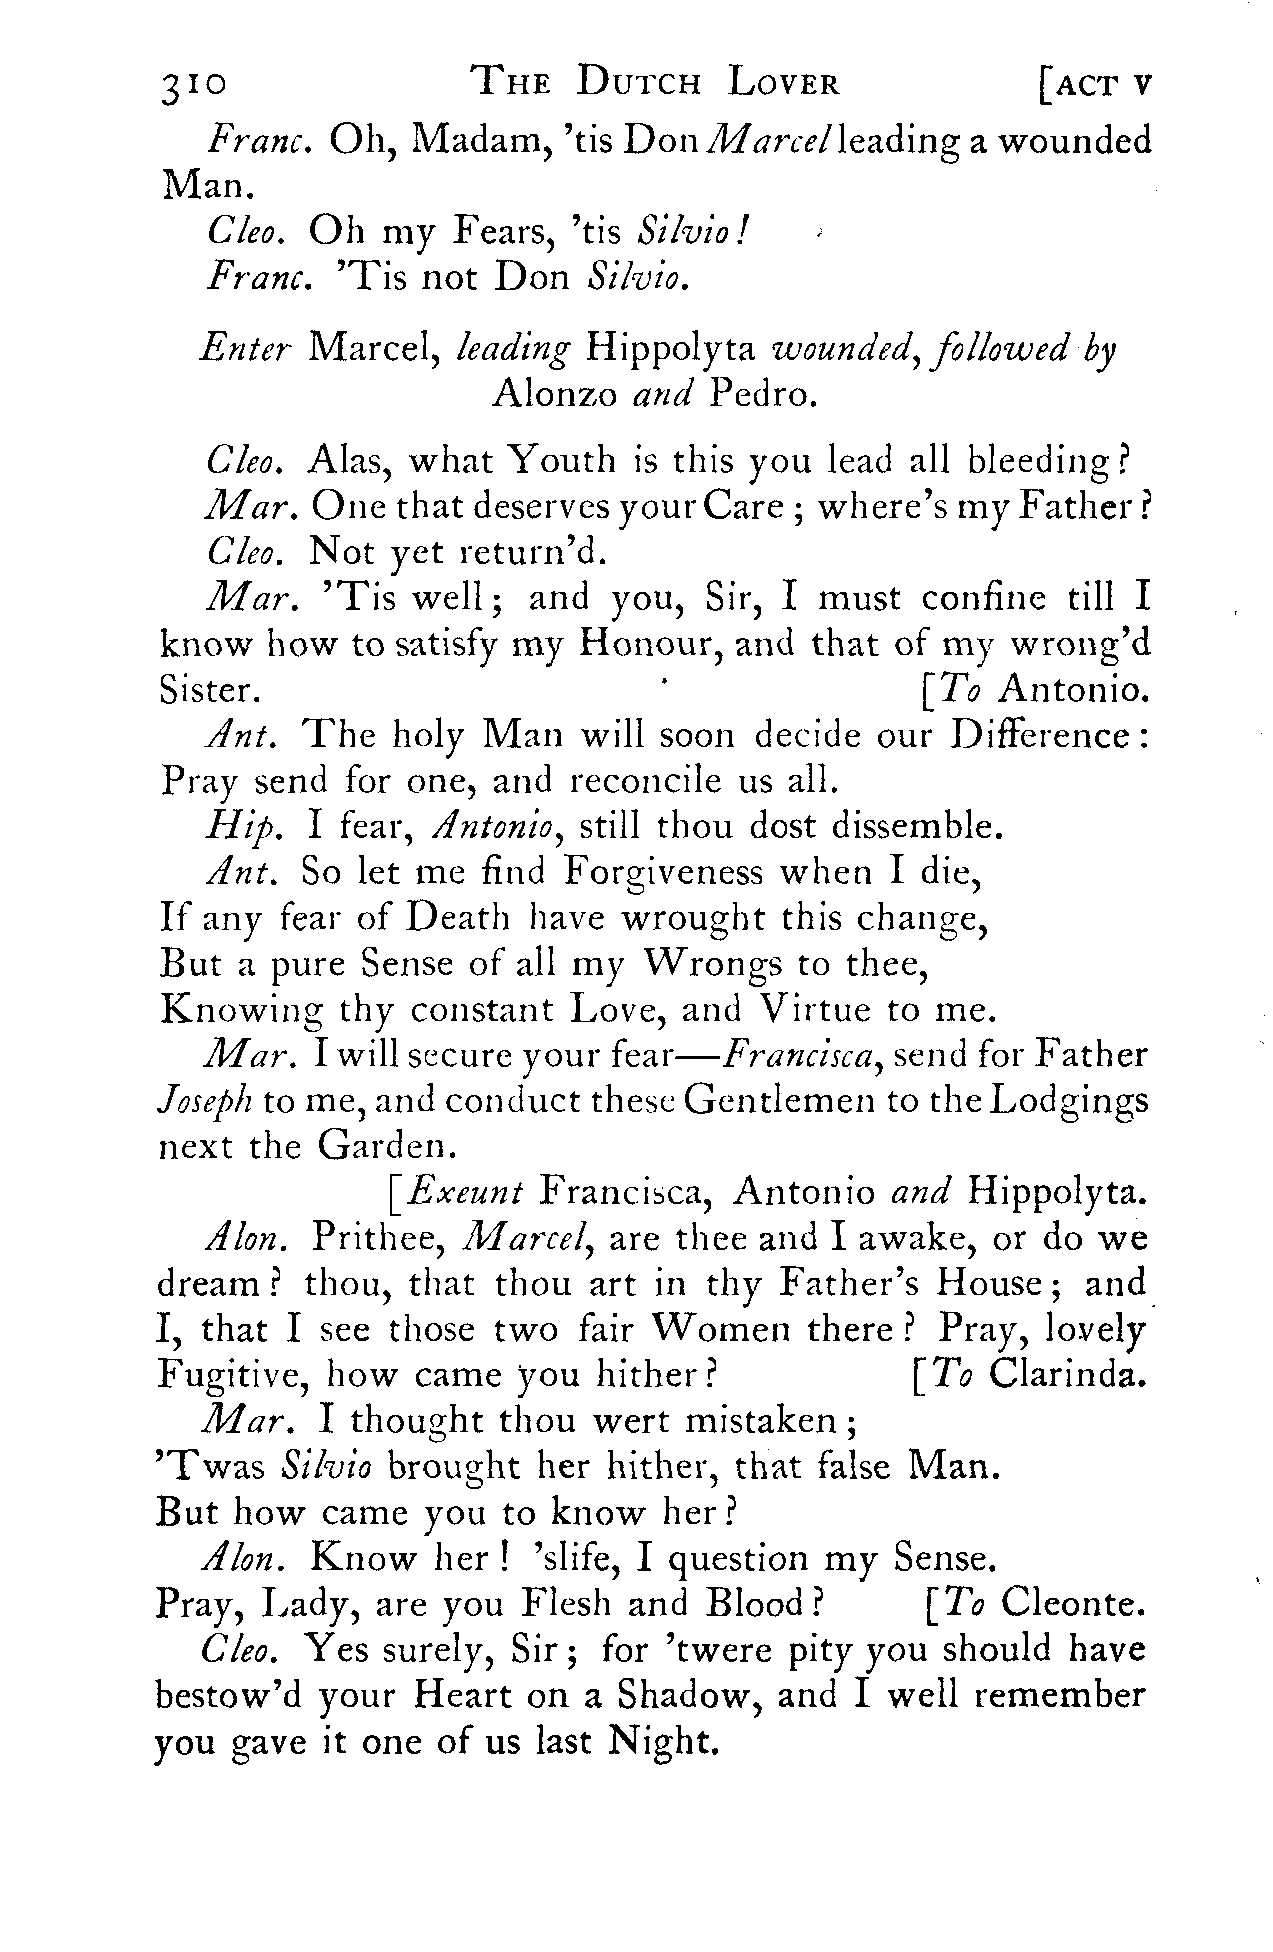 310 THE DUTCH LOVER [ACT V
Franc. Oh, Madam, 'tis Don Marcel leading a wounded
Man.
Cleo. Oh my Fears, 'tis Silvio!
Franc. 'Tis not Don Silvio.
Enter Marcel, leading Hippolyta wounded, followed by
Alonzo and Pedro.
Cleo. Alas, what Youth is this you lead all bleeding?
Mar. One that deserves your Care; where's my Father?
Cleo. Not yet return'd.
Mar. 'Tis well; and you, Sir, I must confine till I
know how to satisfy my Honour, and that of my wrong'd
Sister. [To Antonio.
Ant. The holy Man will soon decide our Difference:
Pray send for one, and reconcile us all.
Hip. I fear, Antonio, still thou dost dissemble.
Ant. So let me find Forgiveness when I die,
If any fear of Death have wrought this change,
But a pure Sense of all my Wrongs to thee,
Knowing thy constant Love, and Virtue to me.
Mar. I will secure your fear—Francisca, send for Father
Joseph to me, and conduct these Gentlemen to the Lodgings
next the Garden.
[Exeunt Francisca, Antonio and Hippolyta.
Alon. Prithee, Marcel, are thee and I awake, or do we
dream? thou, that thou art in thy Father's House; and
I, that I see those two fair Women there? Pray, lovely
Fugitive, how came you hither? [To Clarinda.
Mar. I thought thou wert mistaken;
'Twas Silvio brought her hither, that false Man.
But how came you to know her?
Alon. Know her! 'slife, I question my Sense.
Pray, Lady, are you Flesh and Blood? [To Cleonte.
Cleo. Yes surely, Sir; for 'twere pity you should have
bestow'd your Heart on a Shadow, and I well remember
you gave it one of us last Night.